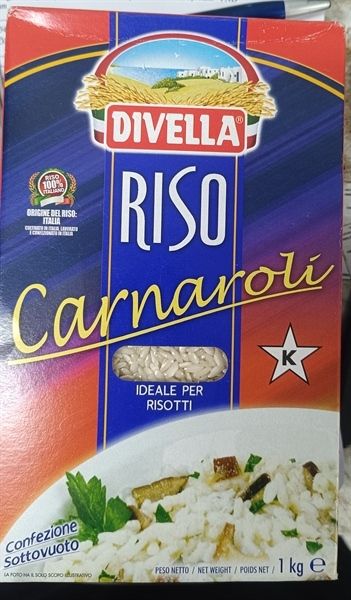 DIVELLA®
RISO
100%
ITALIANO
ORIGINE DEL RISO:
ITALIA
COLTIVATO IN ITALIA, LAVORATO
E CONFEZIONATO IN ITALIA
RISO
Carnaroli
K
IDEALE PER
RISOTTI
Confezione
Sottovuoto
PESO NETTO / NET WEIGHT / POIDS NET / 1 kg ℮
LA FOTO HA IL SOLO SCOPO ILLUSTRATIVO